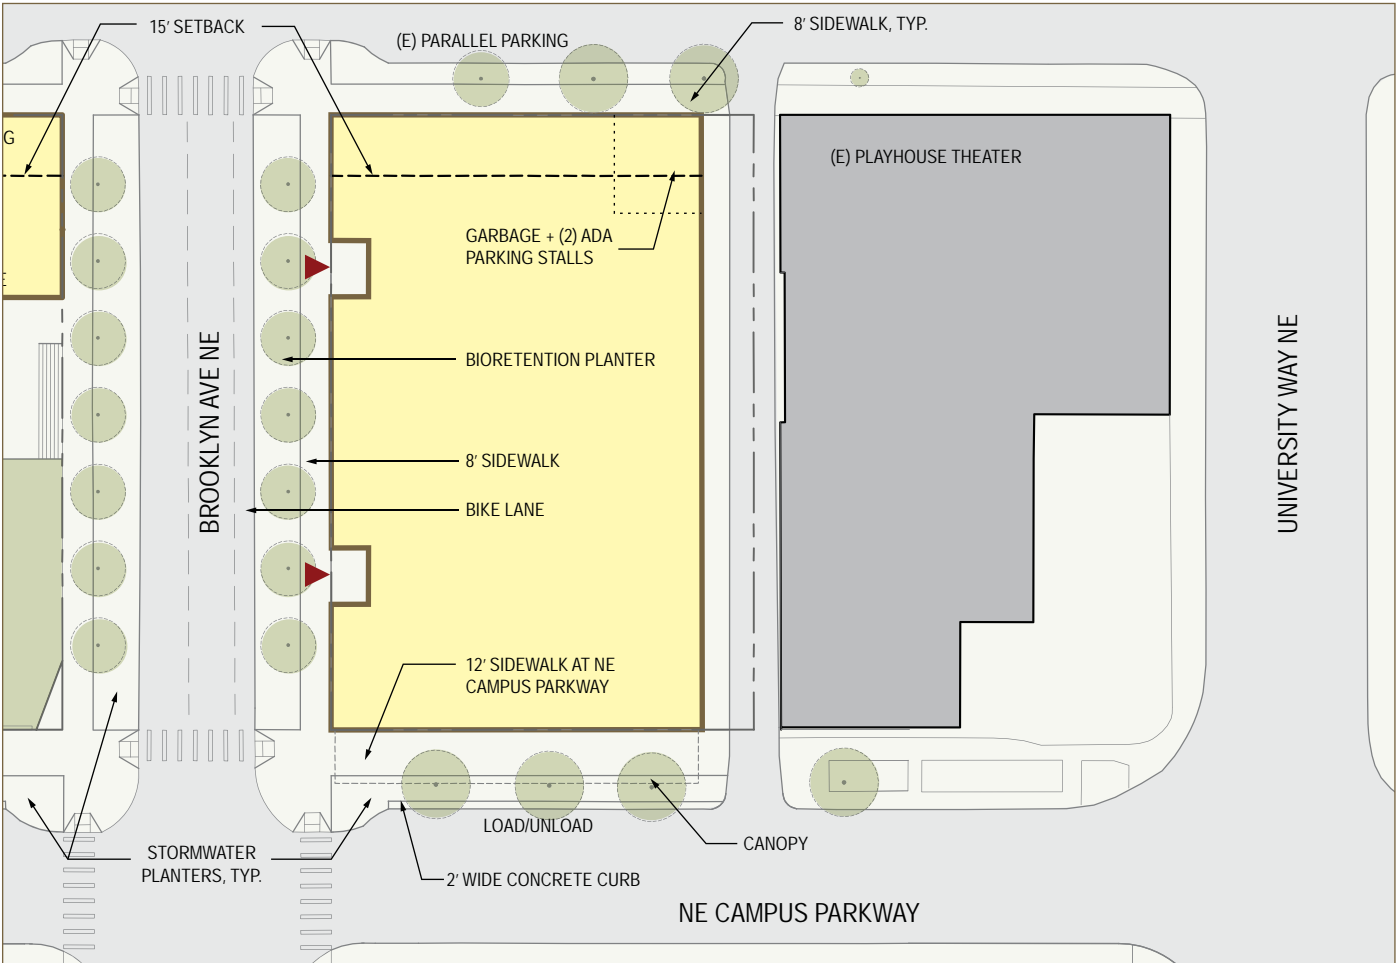 15' SETBACK
8' SIDEWALK, TYP.
(E) PARALLEL PARKING
G
(E) PLAYHOUSE THEATER
GARBAGE + (2) ADA
PARKING STALLS
E
BROOKLYN AVE NE
BIORETENTION PLANTER
UNIVERSITY WAY NE
8' SIDEWALK
BIKE LANE
12' SIDEWALK AT NE
CAMPUS PARKWAY
LOAD/UNLOAD
CANOPY
STORMWATER
PLANTERS, TYP.
2' WIDE CONCRETE CURB
NE CAMPUS PARKWAY